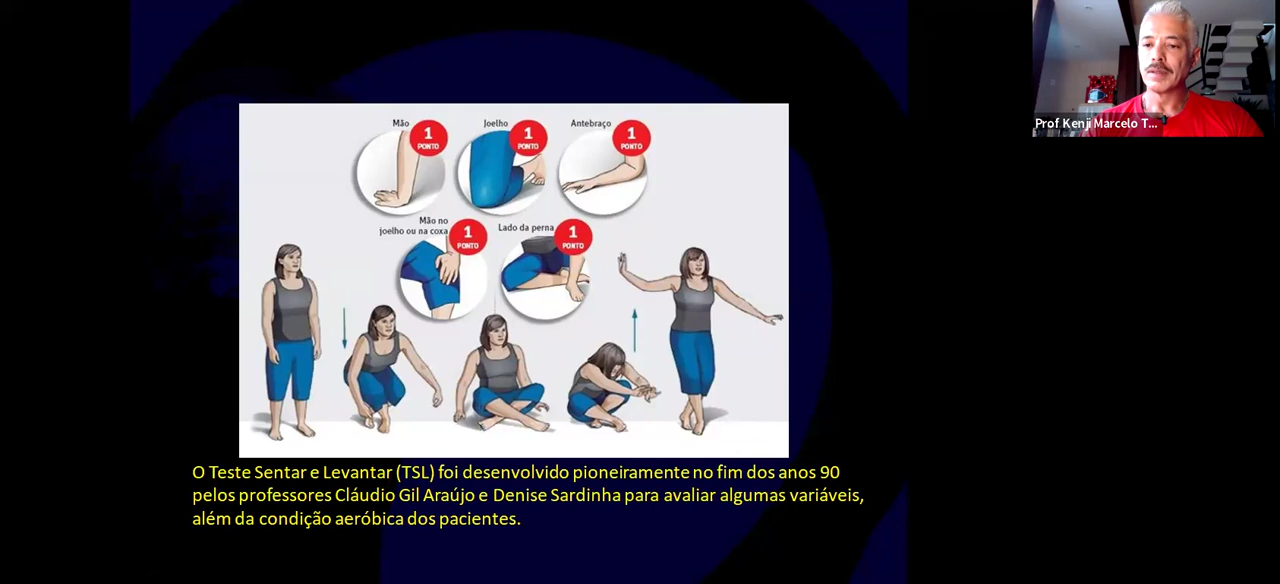 Mão
1
PONTO
Joelho
1
PONTO
Antebraço
1
PONTO
Mão no
joelho ou na coxa
1
PONTO
Lado da perna
1
PONTO
Prof Kenji Marcelo T...
O Teste Sentar e Levantar (TSL) foi desenvolvido pioneiramente no fim dos anos 90
pelos professores Cláudio Gil Araújo e Denise Sardinha para avaliar algumas variáveis,
além da condição aeróbica dos pacientes.